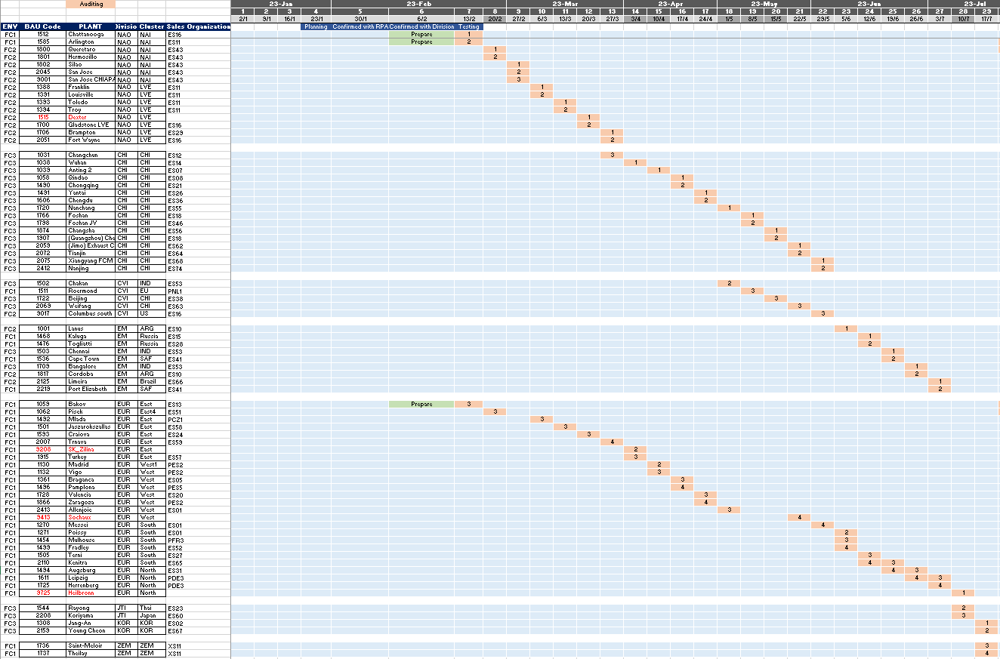 Auditing 23-Jan 23-Feb 23-Mar 23-Apr 23-May 23-Jun 23-Jul
1 2 3 4 5 6 7 8 9 10 11 12 13 14 15 16 17 18 19 20 21 22 23 24 25 26 27 28 29
2/1 9/1 16/1 23/1 30/1 6/2 13/2 20/2 27/2 6/3 13/3 20/3 27/3 3/4 10/4 17/4 24/4 1/5 8/5 15/5 22/5 29/5 5/6 12/6 19/6 26/6 3/7 10/7 17/7
ENV BAU Code PLANT Divisio Cluster Sales Organization Planning Confirmed with RPA Confirmed with Division Testing
FC1 1512 Chattanooga NAO NAI ES16 Prepare 1
FC1 1585 Arlington NAO NAI ES11 Prepare 2
FC2 1800 Queretaro NAO NAI ES43 1
FC2 1801 Hermosillo NAO NAI ES43 2
FC2 1802 Silao NAO NAI ES43 1
FC2 2045 San Jose NAO NAI ES43 2
FC2 9001 San Jose CHIAPA NAO NAI ES43 3
FC2 1388 Franklin NAO LVE ES11 1
FC2 1391 Louisville NAO LVE ES11 2
FC2 1393 Toledo NAO LVE ES11 1
FC2 1394 Troy NAO LVE ES11 2
FC2 1515 Dexter NAO LVE 1
FC2 1700 Gladstone LVE NAO LVE ES16 2
FC2 1706 Brampton NAO LVE ES29 1
FC2 2051 Fort Wayne NAO LVE ES16 2
FC3 1031 Changchun CHI CHI ES12 3
FC3 1038 Wuhan CHI CHI ES14 1
FC3 1039 Anting 2 CHI CHI ES07 1
FC3 1058 Qindao CHI CHI ES08 1
FC3 1490 Chongqing CHI CHI ES21 2
FC3 1491 Yantai CHI CHI ES26 1
FC3 1606 Chengdu CHI CHI ES36 2
FC3 1720 Nanchang CHI CHI ES55 1
FC3 1766 Foshan CHI CHI ES18 1
FC3 1798 Foshan JV CHI CHI ES46 2
FC3 1874 Changsha CHI CHI ES56 1
FC3 1907 (Guangzhou) Che CHI CHI ES18 2
FC3 2059 (Jimo) Exhaust C CHI CHI ES62 1
FC3 2072 Tianjin CHI CHI ES64 2
FC3 2075 Xiangyang FCM CHI CHI ES68 1
FC3 2412 Nanjing CHI CHI ES74 2
FC3 1502 Chakan CVI IND ES53 2
FC1 1511 Roermond CVI EU PNL1 3
FC3 1722 Beijing CVI CHI ES38 3
FC3 2069 Weifang CVI CHI ES63 3
FC2 9017 Columbus south CVI US ES16 3
FC2 1001 Lanus EM ARG ES10 1
FC1 1468 Kaluga EM Russia ES15 1
FC1 1476 Togliatti EM Russia ES28 2
FC3 1503 Chennai EM IND ES53 1
FC1 1536 Cape Town EM SAF ES41 2
FC3 1709 Bangalore EM IND ES53 1
FC2 1817 Cordoba EM ARG ES10 2
FC2 2125 Limeira EM Brazil ES66 1
FC1 2219 Port Elizabeth EM SAF ES41 2
FC1 1059 Bakov EUR East ES13 Prepare 3
FC1 1062 Pisek EUR East4 ES51 3
FC1 1492 Mlada EUR East PCZ1 3
FC1 1501 Jaszarokszallas EUR East ES58 3
FC1 1593 Craiova EUR East ES24 3
FC1 2007 Trnava EUR East ES59 4
FC1 9208 SK_Zilina EUR East 2
FC1 1915 Turkey EUR East ES57 3
FC1 1130 Madrid EUR West1 PES2 2
FC1 1132 Vigo EUR West PES2 3
FC1 1361 Braganca EUR West ES05 3
FC1 1496 Pamplona EUR West PES5 4
FC1 1728 Valencia EUR West ES20 3
FC1 1866 Zaragoza EUR West PES2 4
FC1 2413 Allenjoie EUR West ES01 3
FC1 9413 Sochaux EUR West 4
FC1 1270 Messei EUR South ES01 4
FC1 1271 Poissy EUR South ES01 2
FC1 1454 Mulhouse EUR South PFR3 3
FC1 1499 Fradley EUR South ES52 4
FC1 1505 Terni EUR South ES27 3
FC1 2110 Kenitra EUR South ES65 4 3
FC1 1494 Augsburg EUR North ES31 4 3
FC1 1611 Leipzig EUR North PDE3 4 3
FC1 1725 Herrenberg EUR North PDE3 4
FC1 9725 Heilbronn EUR North 1
FC3 1544 Rayong JTI Thai ES23 2
FC3 2208 Koriyama JTI Japan ES60 3
FC3 1308 Jang-An KOR KOR ES02 1
FC3 2159 Young Cheon KOR KOR ES67 2
FC1 1736 Saint-Meloir ZEM ZEM XS11 3
FC1 1737 Theilay ZEM ZEM XS11 4